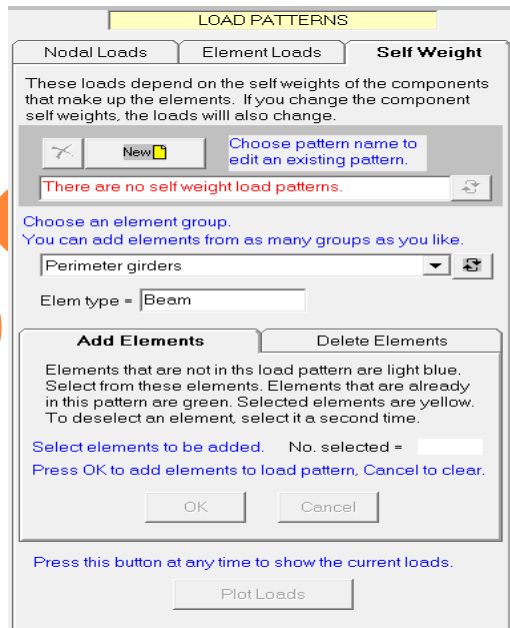 LOAD PATTERNS
Nodal Loads
Element Loads
Self Weight
These loads depend on the self weights of the components
that make up the elements. If you change the component
self weights, the loads willl also change.
New
Choose pattern name to
edit an existing pattern.
There are no self weight load patterns.
Choose an element group.
You can add elements from as many groups as you like.
Perimeter girders
Elem type = Beam
Add Elements
Delete Elements
Elements that are not in ths load pattern are light blue.
Select from these elements. Elements that are already
in this pattern are green. Selected elements are yellow.
To deselect an element, select it a second time.
Select elements to be added. No. selected =
Press OK to add elements to load pattern, Cancel to clear.
OK
Cancel
Press this button at any time to show the current loads.
Plot Loads